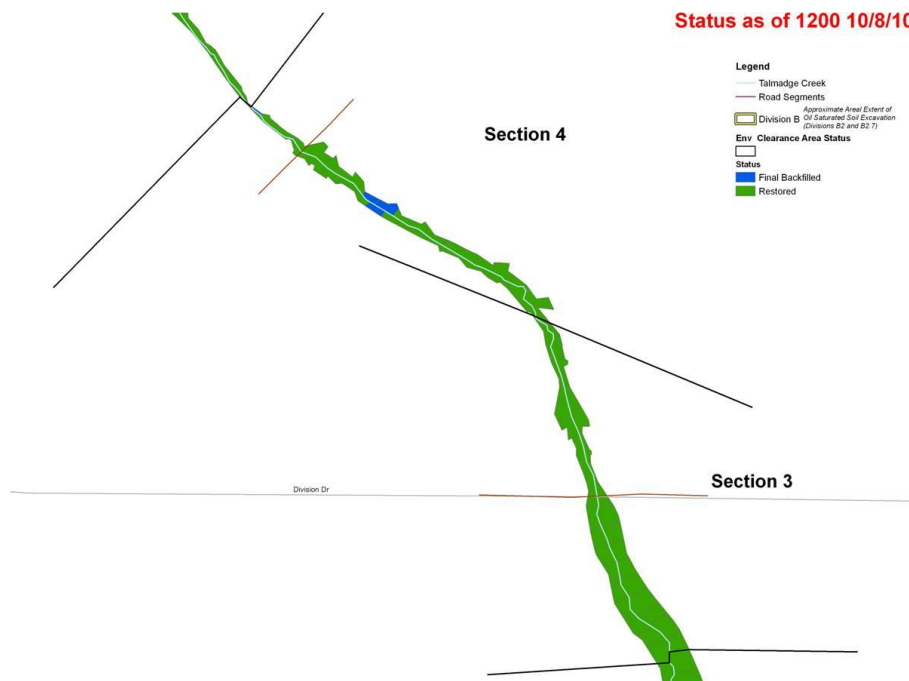 Status as of 1200 10/8/10
Legend
Talmadge Creek
Road Segments
Division B
Approximate Areal Extent of
Oil Saturated Soil Excavation
(Divisions B2 and B2.7)
Env Clearance Area Status
Status
Final Backfilled
Restored
Section 4
Section 3
Division Dr